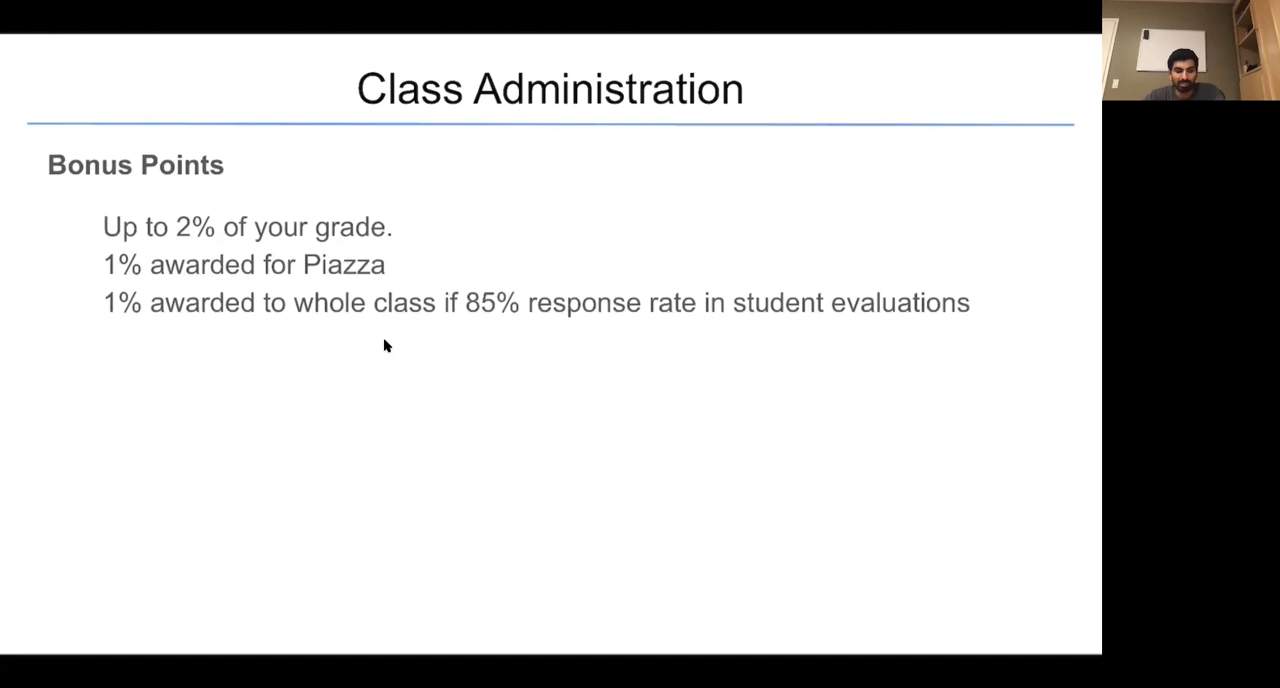 Class Administration
Bonus Points
Up to 2% of your grade.
1% awarded for Piazza
1% awarded to whole class if 85% response rate in student evaluations